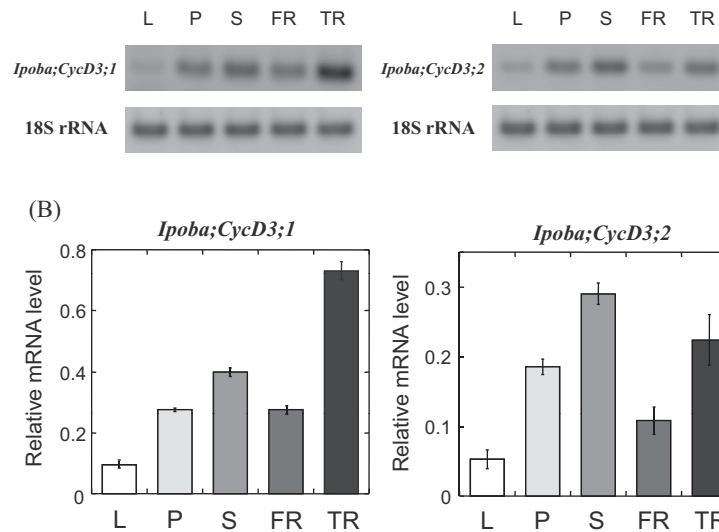 L P S FR TR
L P S FR TR
Ipoba;CycD3;1
Ipoba;CycD3;2
18S rRNA
18S rRNA
(B)
Ipoba;CycD3;1
Relative mRNA level
0.8
0.6
0.4
0.2
0
L P S FR TR
Ipoba;CycD3;2
Relative mRNA level
0.3
0.2
0.1
0
L P S FR TR